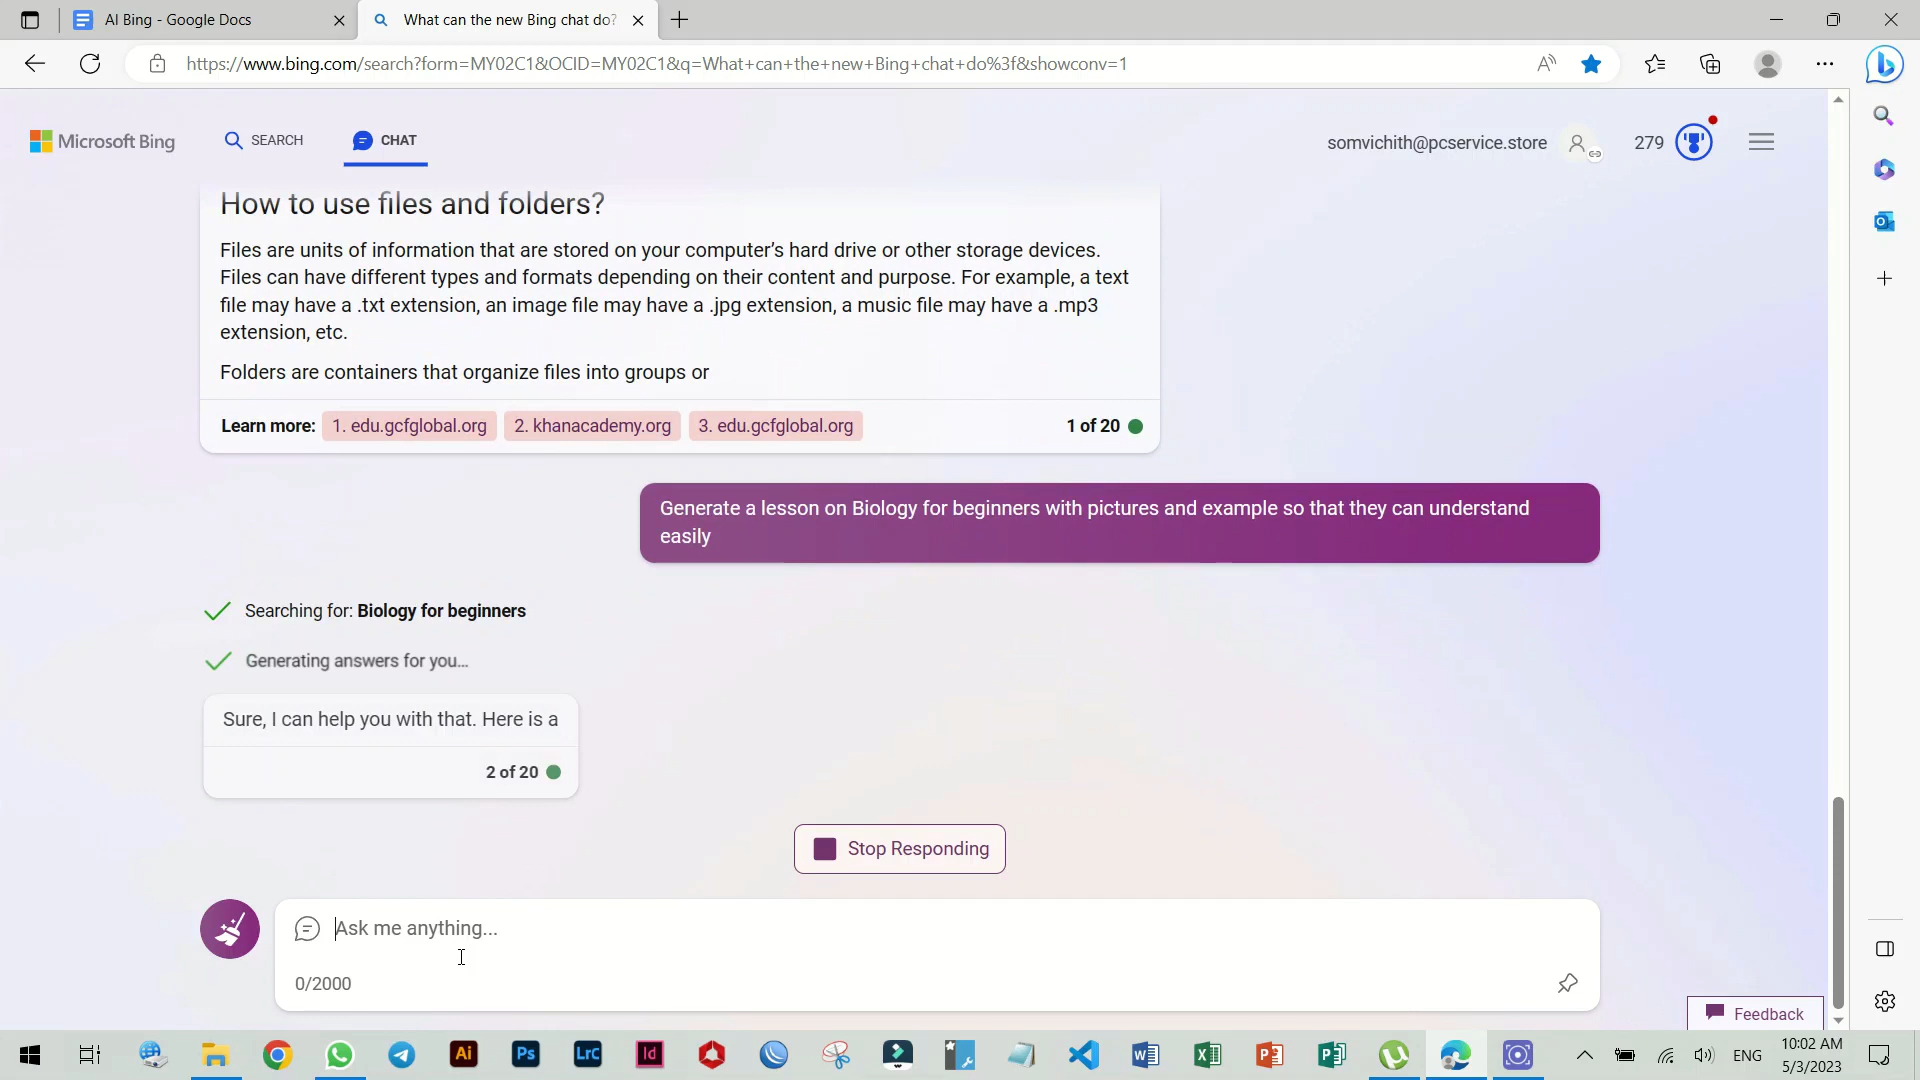 AI Bing - Google Docs
What can the new Bing chat do?
https://www.bing.com/search?form=MY02C1&OCID=MY02C1&q=What+can+the+new+Bing+chat+do%3f&showconv=1
Microsoft Bing
SEARCH
CHAT
somvichith@pcservice.store
279
How to use files and folders?
Files are units of information that are stored on your computer’s hard drive or other storage devices.
Files can have different types and formats depending on their content and purpose. For example, a text
file may have a .txt extension, an image file may have a .jpg extension, a music file may have a .mp3
extension, etc.
Folders are containers that organize files into groups or
Learn more: 1. edu.gcfglobal.org 2. khanacademy.org 3. edu.gcfglobal.org 1 of 20
Generate a lesson on Biology for beginners with pictures and example so that they can understand
easily
Searching for: Biology for beginners
Generating answers for you...
Sure, I can help you with that. Here is a
2 of 20
Stop Responding
Ask me anything...
0/2000
Feedback
Ai
Ps
LrC
Id
ENG
10:02 AM
5/3/2023